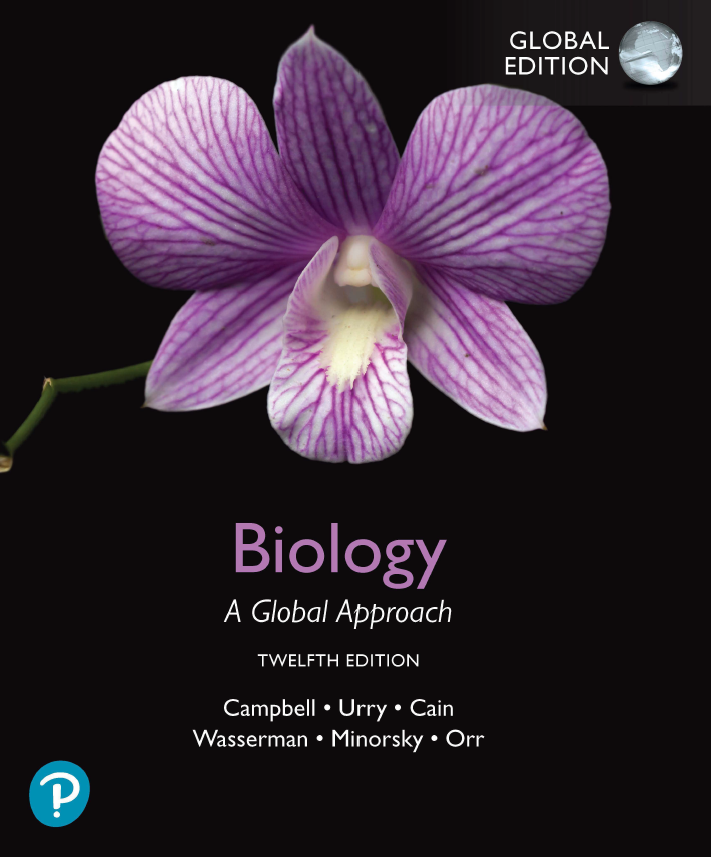 GLOBAL
EDITION
Biology
A Global Approach
TWELFTH EDITION
Campbell • Urry • Cain
Wasserman • Minorsky • Orr
P